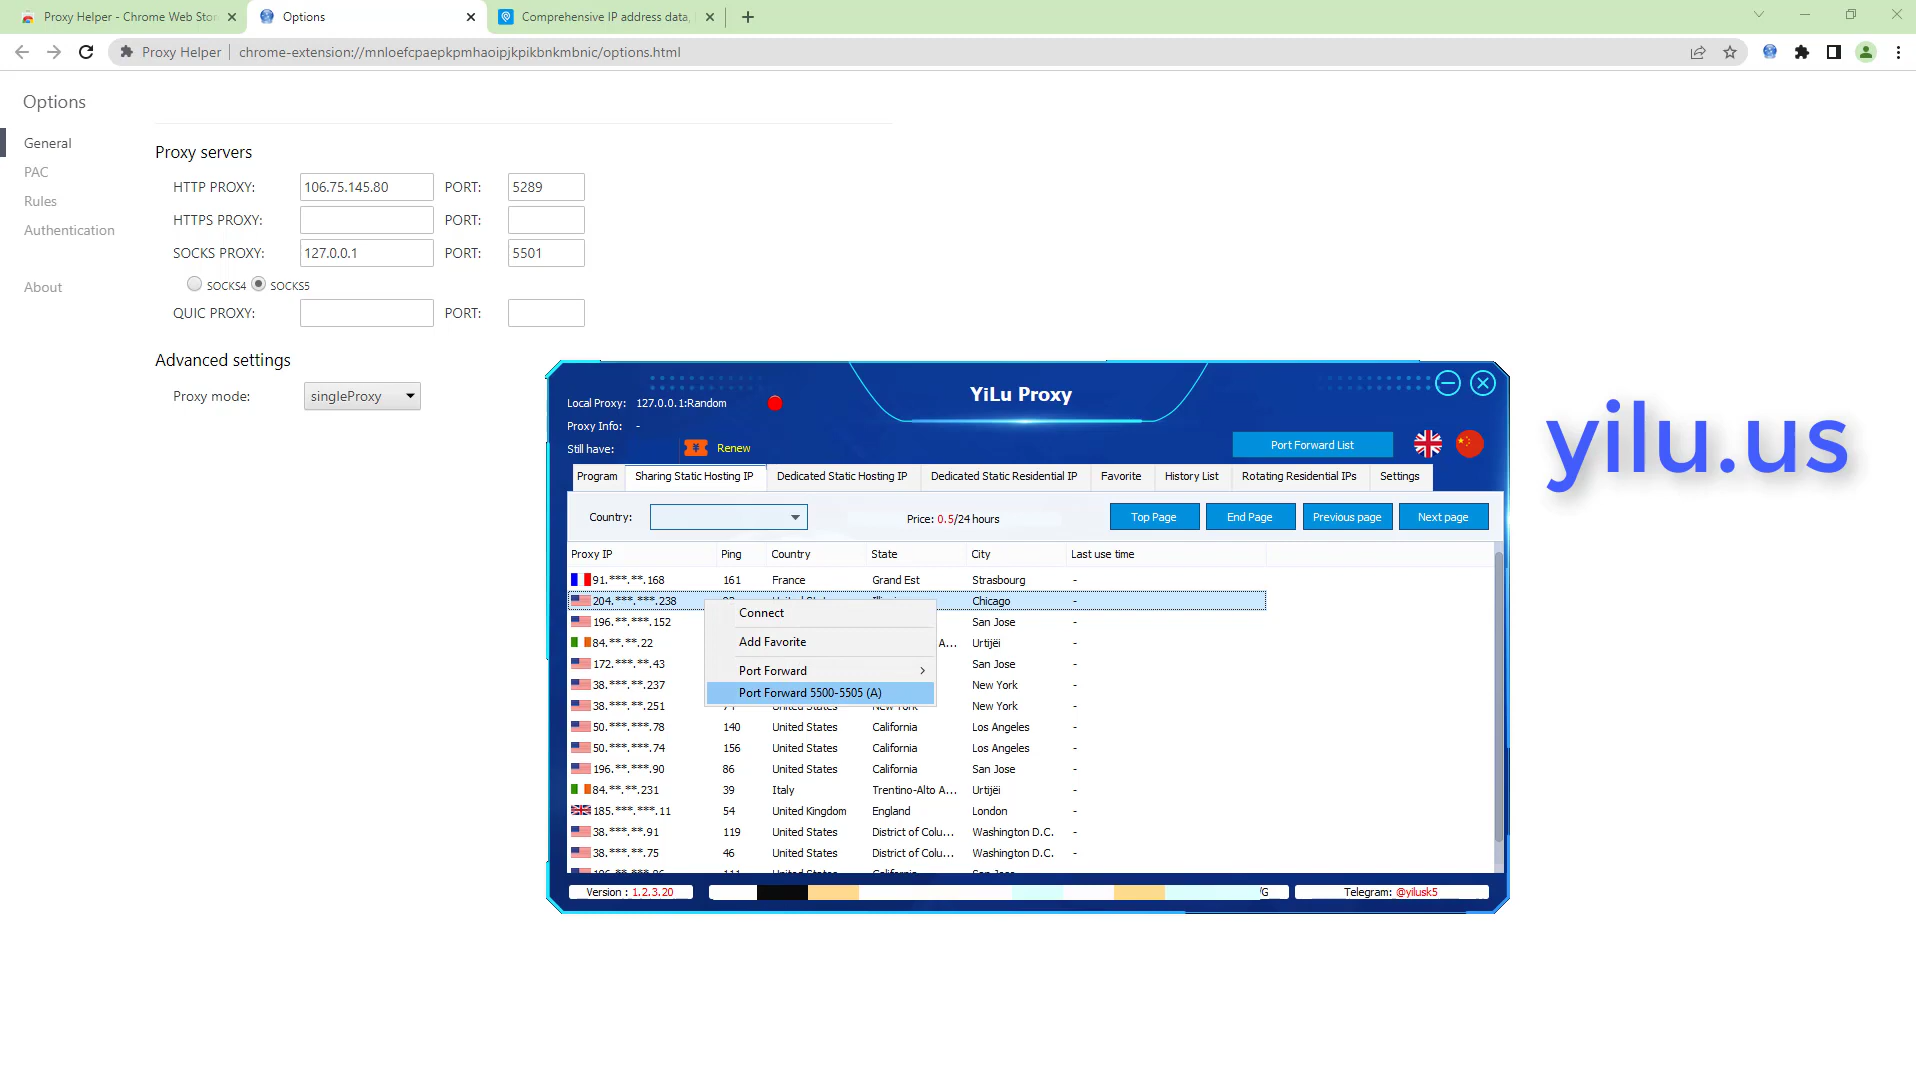 Proxy Helper - Chrome Web Stor
Options
Comprehensive IP address data,
Proxy Helper
chrome-extension://mnloefcpaepkpmhaoipjkpikbnkmbnic/options.html
Options
General
PAC
Rules
Authentication
About
Proxy servers
HTTP PROXY: 106.75.145.80 PORT: 5289
HTTPS PROXY: PORT:
SOCKS PROXY: 127.0.0.1 PORT: 5501
SOCKS4 SOCKS5
QUIC PROXY: PORT:
Advanced settings
Proxy mode: singleProxy
YiLu Proxy
Local Proxy: 127.0.0.1:Random
Proxy Info: -
Still have: ¥ Renew
Port Forward List
Program Sharing Static Hosting IP Dedicated Static Hosting IP Dedicated Static Residential IP Favorite History List Rotating Residential IPs Settings
Country: Price: 0.5/24 hours Top Page End Page Previous page Next page
Proxy IP Ping Country State City Last use time
91.***.**.168 161 France Grand Est Strasbourg -
204.***.***.238 Chicago -
196.**.***.152 San Jose -
84.**.**.22 A... Urtijëi -
172.***.**.43 San Jose -
38.***.**.237 New York -
38.***.**.251 New York -
50.***.***.78 140 United States California Los Angeles -
50.***.***.74 156 United States California Los Angeles -
196.**.***.90 86 United States California San Jose -
84.**.**.231 39 Italy Trentino-Alto A... Urtijëi -
185.***.***.11 54 United Kingdom England London -
38.***.**.91 119 United States District of Colu... Washington D.C. -
38.***.**.75 46 United States District of Colu... Washington D.C. -
Connect
Add Favorite
Port Forward
Port Forward 5500-5505 (A)
Version : 1.2.3.20
/G
Telegram: @yilusk5
yilu.us